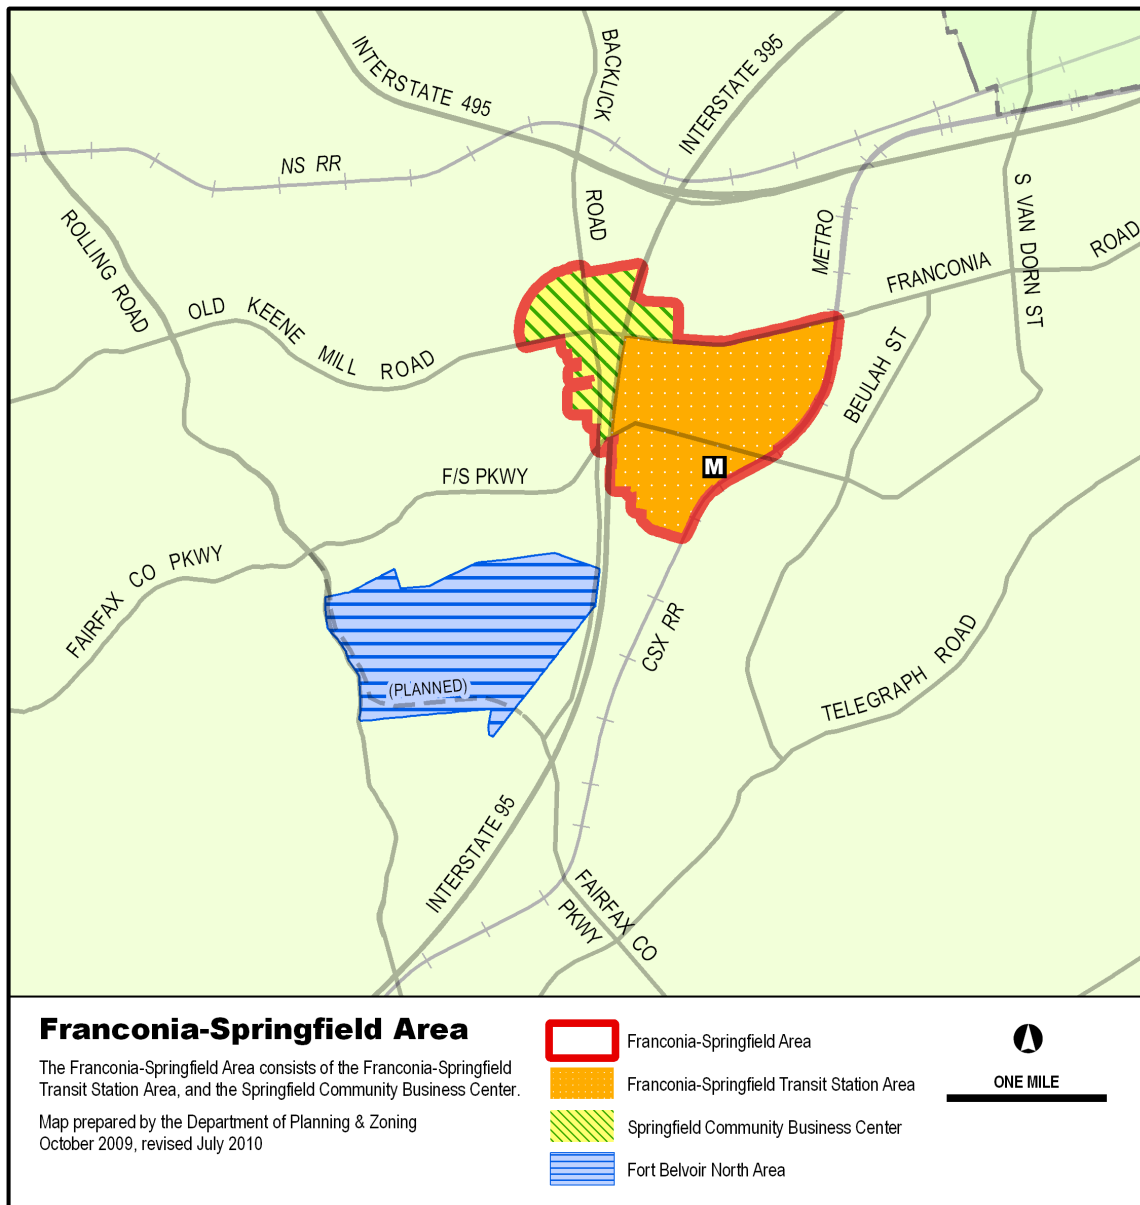 BACKLICK
ROAD
INTERSTATE 495
INTERSTATE 395
NS RR
ROLLING ROAD
OLD KEENE MILL ROAD
METRO
FRANCONIA ROAD
S VAN DORN ST
BEULAH ST
M
F/S PKWY
FAIRFAX CO PKWY
(PLANNED)
CSX RR
TELEGRAPH ROAD
INTERSTATE 95
FAIRFAX CO
PKWY
Franconia-Springfield Area
The Franconia-Springfield Area consists of the Franconia-Springfield
Transit Station Area, and the Springfield Community Business Center.
Map prepared by the Department of Planning & Zoning
October 2009, revised July 2010
Franconia-Springfield Area
Franconia-Springfield Transit Station Area
Springfield Community Business Center
Fort Belvoir North Area
ONE MILE